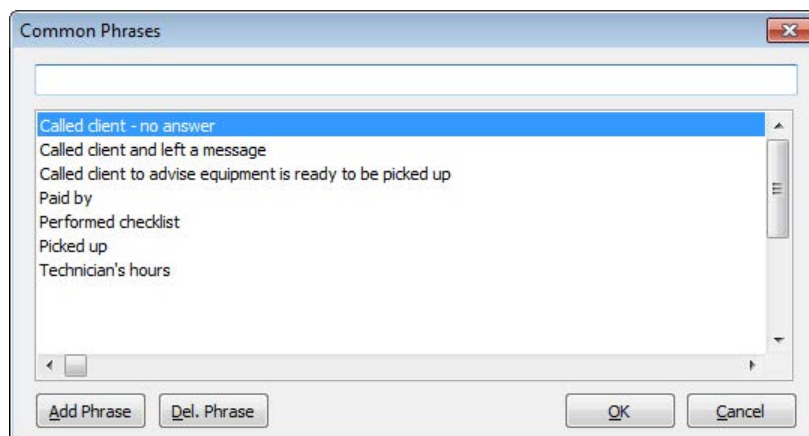 Common Phrases
Called client - no answer
Called client and left a message
Called client to advise equipment is ready to be picked up
Paid by
Performed checklist
Picked up
Technician's hours
Add Phrase Del. Phrase OK Cancel